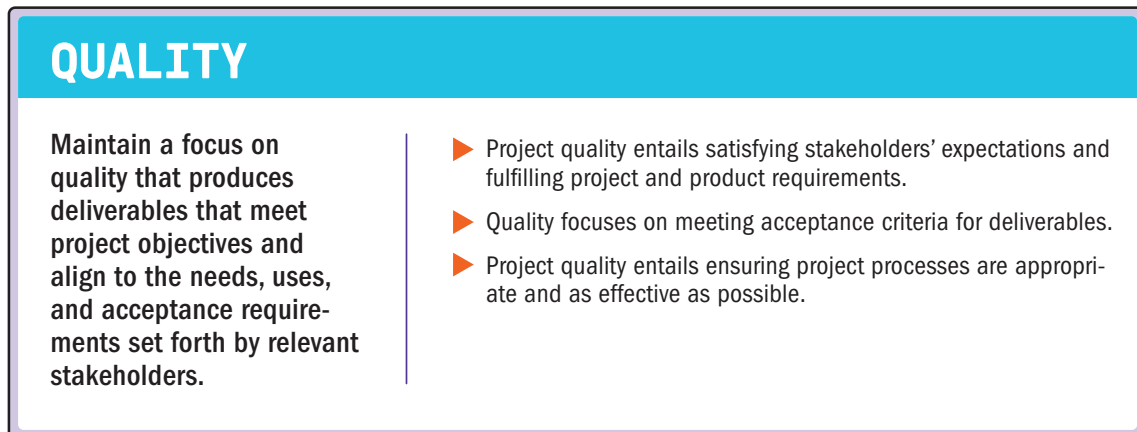 QUALITY
Maintain a focus on
quality that produces
deliverables that meet
project objectives and
align to the needs, uses,
and acceptance require-
ments set forth by relevant
stakeholders.
Project quality entails satisfying stakeholders’ expectations and
fulfilling project and product requirements.
Quality focuses on meeting acceptance criteria for deliverables.
Project quality entails ensuring project processes are appropri-
ate and as effective as possible.